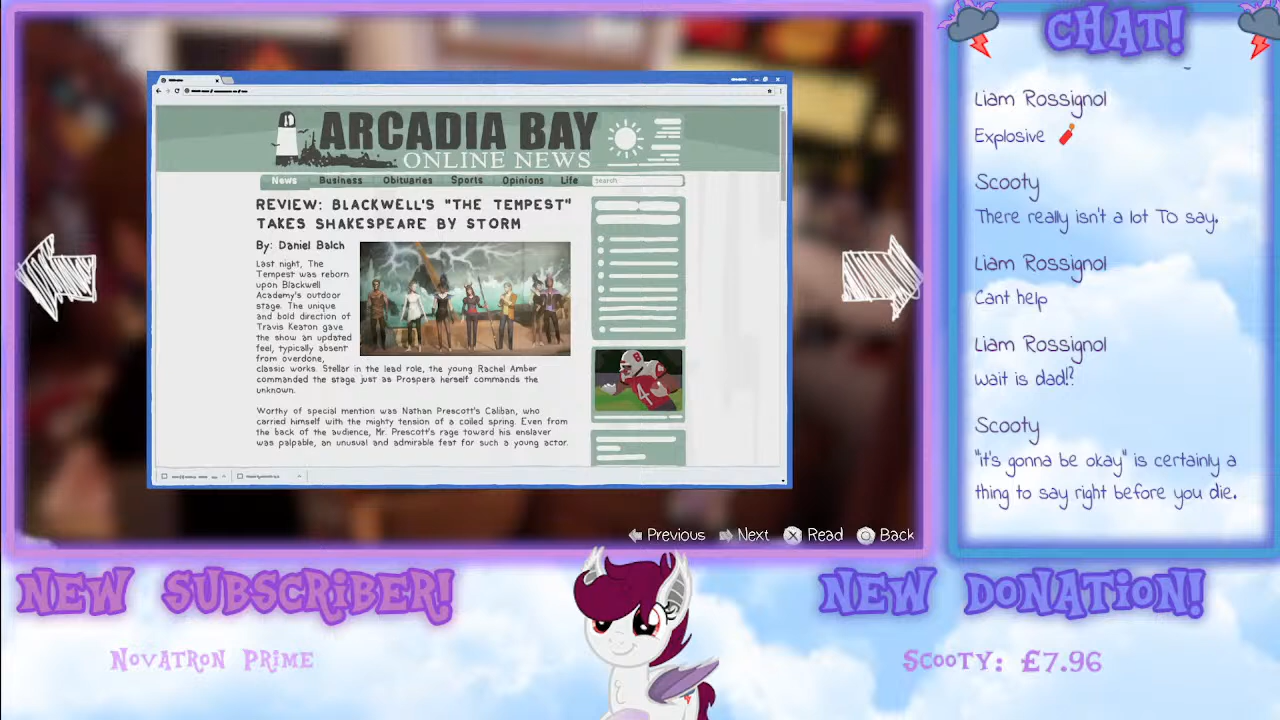 ARCADIA BAY
ONLINE NEWS
News Business Obituaries Sports Opinions Life Search
REVIEW: BLACKWELL'S "THE TEMPEST"
TAKES SHAKESPEARE BY STORM
By: Daniel Balch
Last night, The
Tempest was reborn
upon Blackwell
Academy's outdoor
stage. The unique
and bold direction of
Travis Keaton gave
the show an updated
feel, typically absent
from overdone,
classic works. Stellar in the lead role, the young Rachel Amber
commanded the stage just as Prospera herself commands the
unknown.
Worthy of special mention was Nathan Prescott's Caliban, who
carried himself with the mighty tension of a coiled spring. Even from
the back of the audience, Mr. Prescott's rage toward his enslaver
was palpable, an unusual and admirable feat for such a young actor.
Previous Next Read Back
CHAT!
Liam Rossignol
Explosive
Scooty
There really isn't a lot TO say.
Liam Rossignol
Cant help
Liam Rossignol
Wait is dad!?
Scooty
"it's gonna be okay" is certainly a
thing to say right before you die.
NEW SUBSCRIBER!
Novatron Prime
NEW DONATION!
Scooty: £7.96